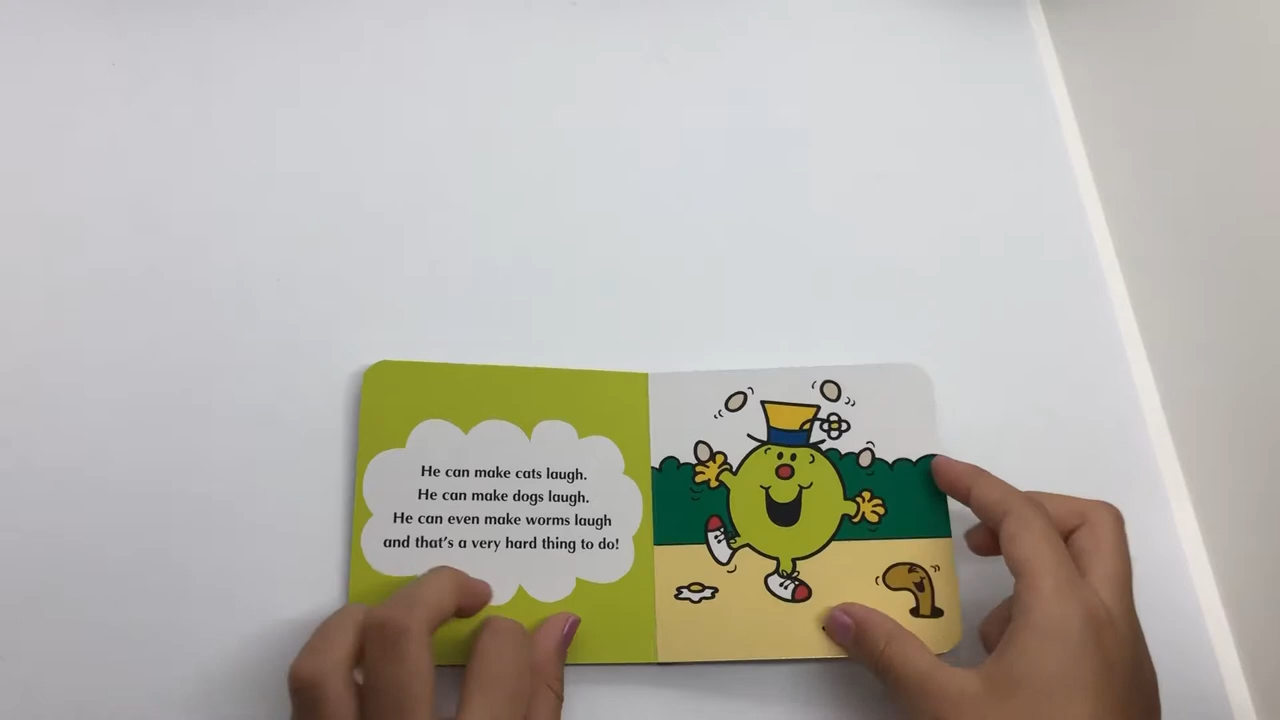 He can make cats laugh.
He can make dogs laugh.
He can even make worms laugh
and that's a very hard thing to do!